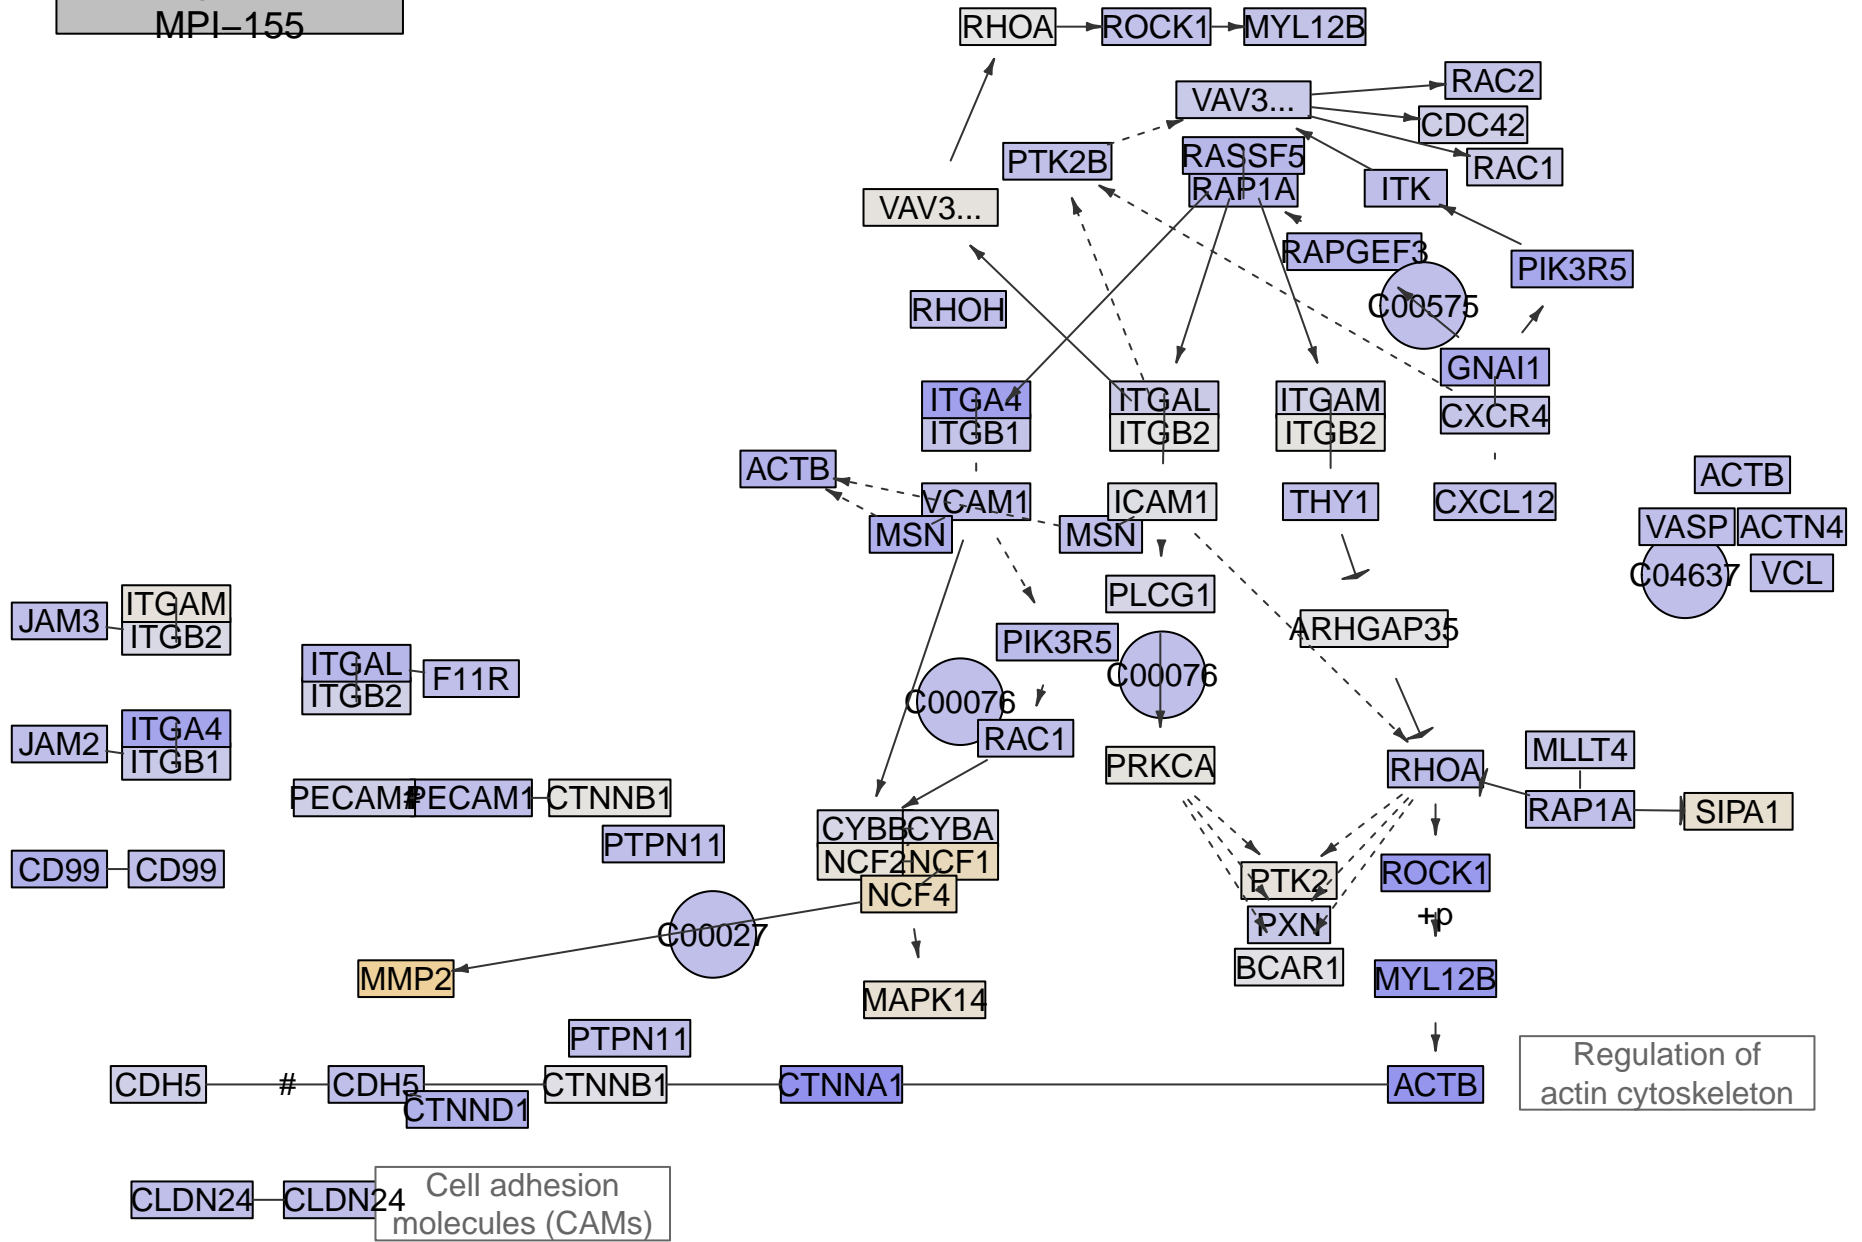 MPI–155
RHOA
ROCK1
MYL12B
RAC2
VAV3...
CDC42
PTK2B
RASSF5
RAC1
RAP1A
ITK
VAV3...
RAPGEF3
PIK3R5
C00575
RHOH
GNAI1
ITGA4
ITGAL
ITGAM
CXCR4
ITGB1
ITGB2
ITGB2
ACTB
ACTB
VCAM1
ICAM1
THY1
CXCL12
MSN
MSN
VASP
ACTN4
C04637
VCL
PLCG1
ITGAM
JAM3
ITGB2
ARHGAP35
PIK3R5
ITGAL
F11R
ITGB2
C00076
C00076
ITGA4
JAM2
ITGB1
RAC1
PRKCA
RHOA
MLLT4
PECAM1
#
PECAM1
CTNNB1
RAP1A
SIPA1
CYBB
CYBA
PTPN11
NCF2
NCF1
CD99
CD99
NCF4
PTK2
ROCK1
+p
PXN
C00027
BCAR1
MMP2
MYL12B
MAPK14
PTPN11
CDH5
#
CDH5
CTNNB1
CTNNA1
ACTB
CTNND1
Regulation of
actin cytoskeleton
CLDN24
CLDN24
Cell adhesion
molecules (CAMs)